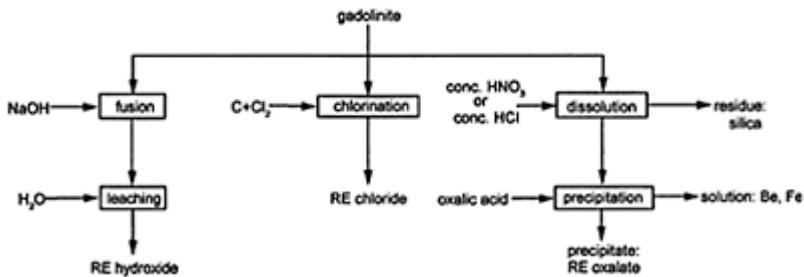 gadolinite
NaOH
fusion
C+Cl₂
chlorination
conc. HNO₃
or
conc. HCl
dissolution
residue:
silica
H₂O
leaching
RE chloride
oxalic acid
precipitation
solution: Be, Fe
RE hydroxide
precipitate:
RE oxalate